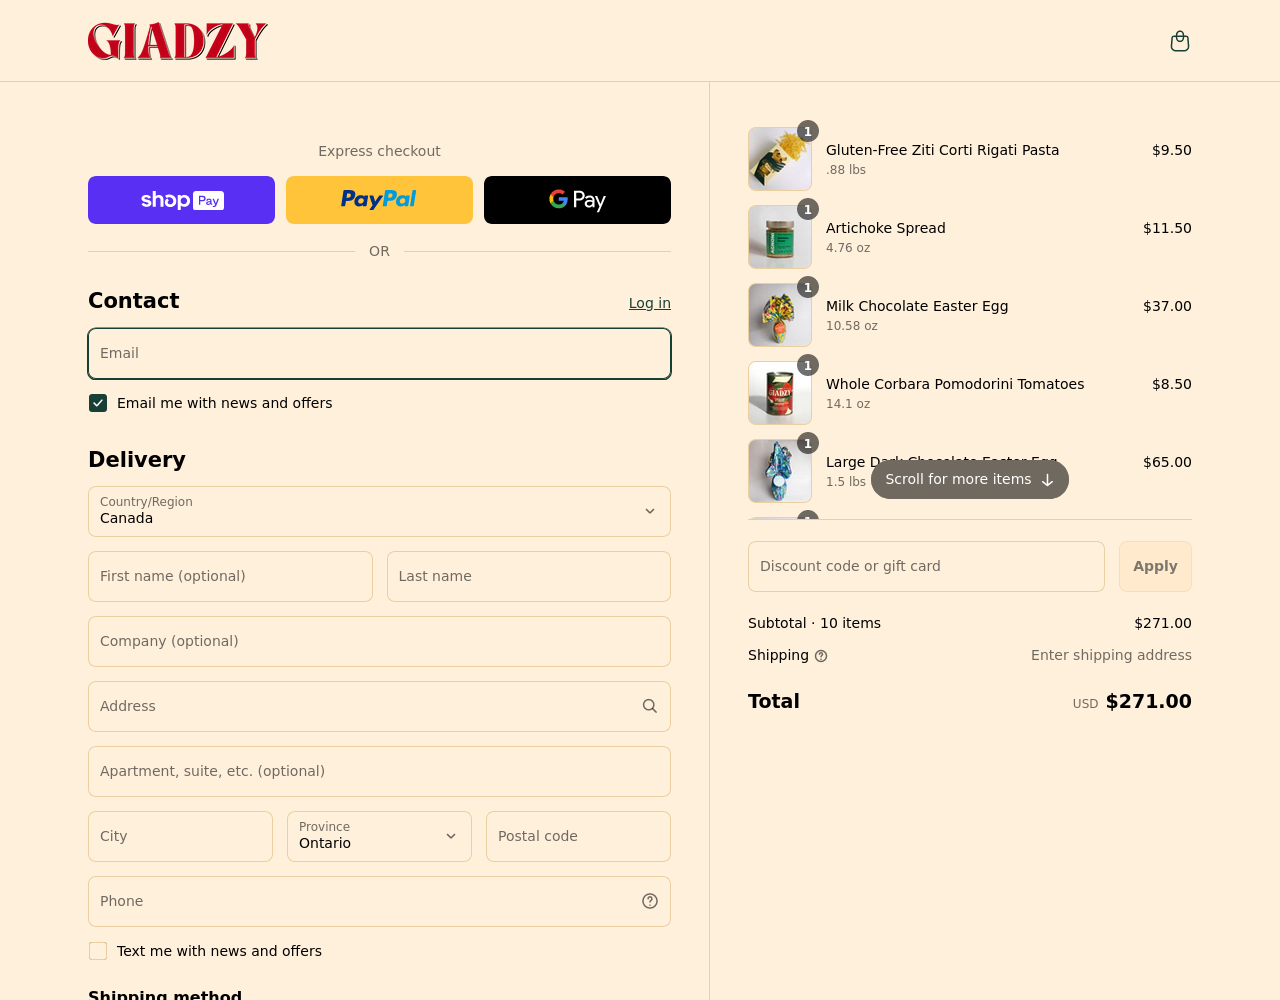 GIADZY
Express checkout
shop Pay
PayPal
G Pay
OR
Contact
Log in
Email
Email me with news and offers
Delivery
Country/Region
Canada
First name (optional)
Last name
Company (optional)
Address
Apartment, suite, etc. (optional)
City
Province
Ontario
Postal code
Phone
Text me with news and offers
Shipping method
1
Gluten-Free Ziti Corti Rigati Pasta
$9.50
.88 lbs
1
Artichoke Spread
$11.50
4.76 oz
1
Milk Chocolate Easter Egg
$37.00
10.58 oz
1
GIADZY
Whole Corbara Pomodorini Tomatoes
$8.50
14.1 oz
1
Large Dark Chocolate Easter Egg
$65.00
1.5 lbs
Scroll for more items
Discount code or gift card
Apply
Subtotal · 10 items
$271.00
Shipping
Enter shipping address
Total
USD $271.00